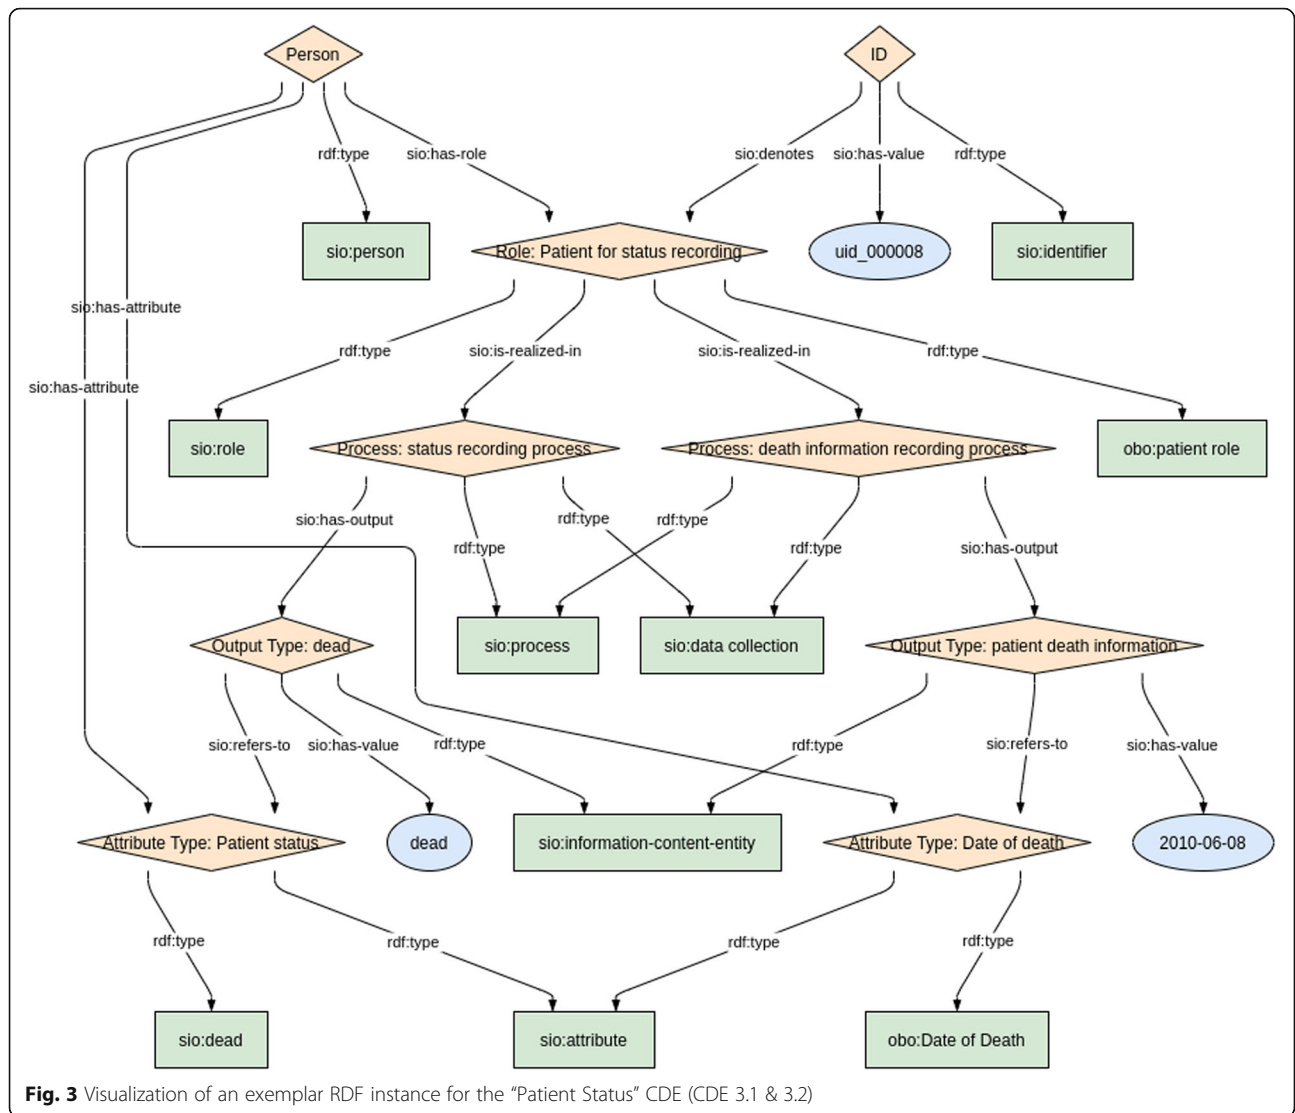 Person
ID
rdf:type
sio:has-role
sio:denotes
sio:has-value
rdf:type
sio:person
Role: Patient for status recording
uid_000008
sio:identifier
sio:has-attribute
rdf:type
sio:is-realized-in
sio:is-realized-in
rdf:type
sio:has-attribute
sio:role
Process: status recording process
Process: death information recording process
obo:patient role
sio:has-output
rdf:type
rdf:type
rdf:type
rdf:type
sio:has-output
Output Type: dead
sio:process
sio:data collection
Output Type: patient death information
sio:refers-to
sio:has-value
rdf:type
rdf:type
sio:refers-to
sio:has-value
Attribute Type: Patient status
dead
sio:information-content-entity
Attribute Type: Date of death
2010-06-08
rdf:type
rdf:type
rdf:type
rdf:type
sio:dead
sio:attribute
obo:Date of Death
Fig. 3 Visualization of an exemplar RDF instance for the “Patient Status” CDE (CDE 3.1 & 3.2)